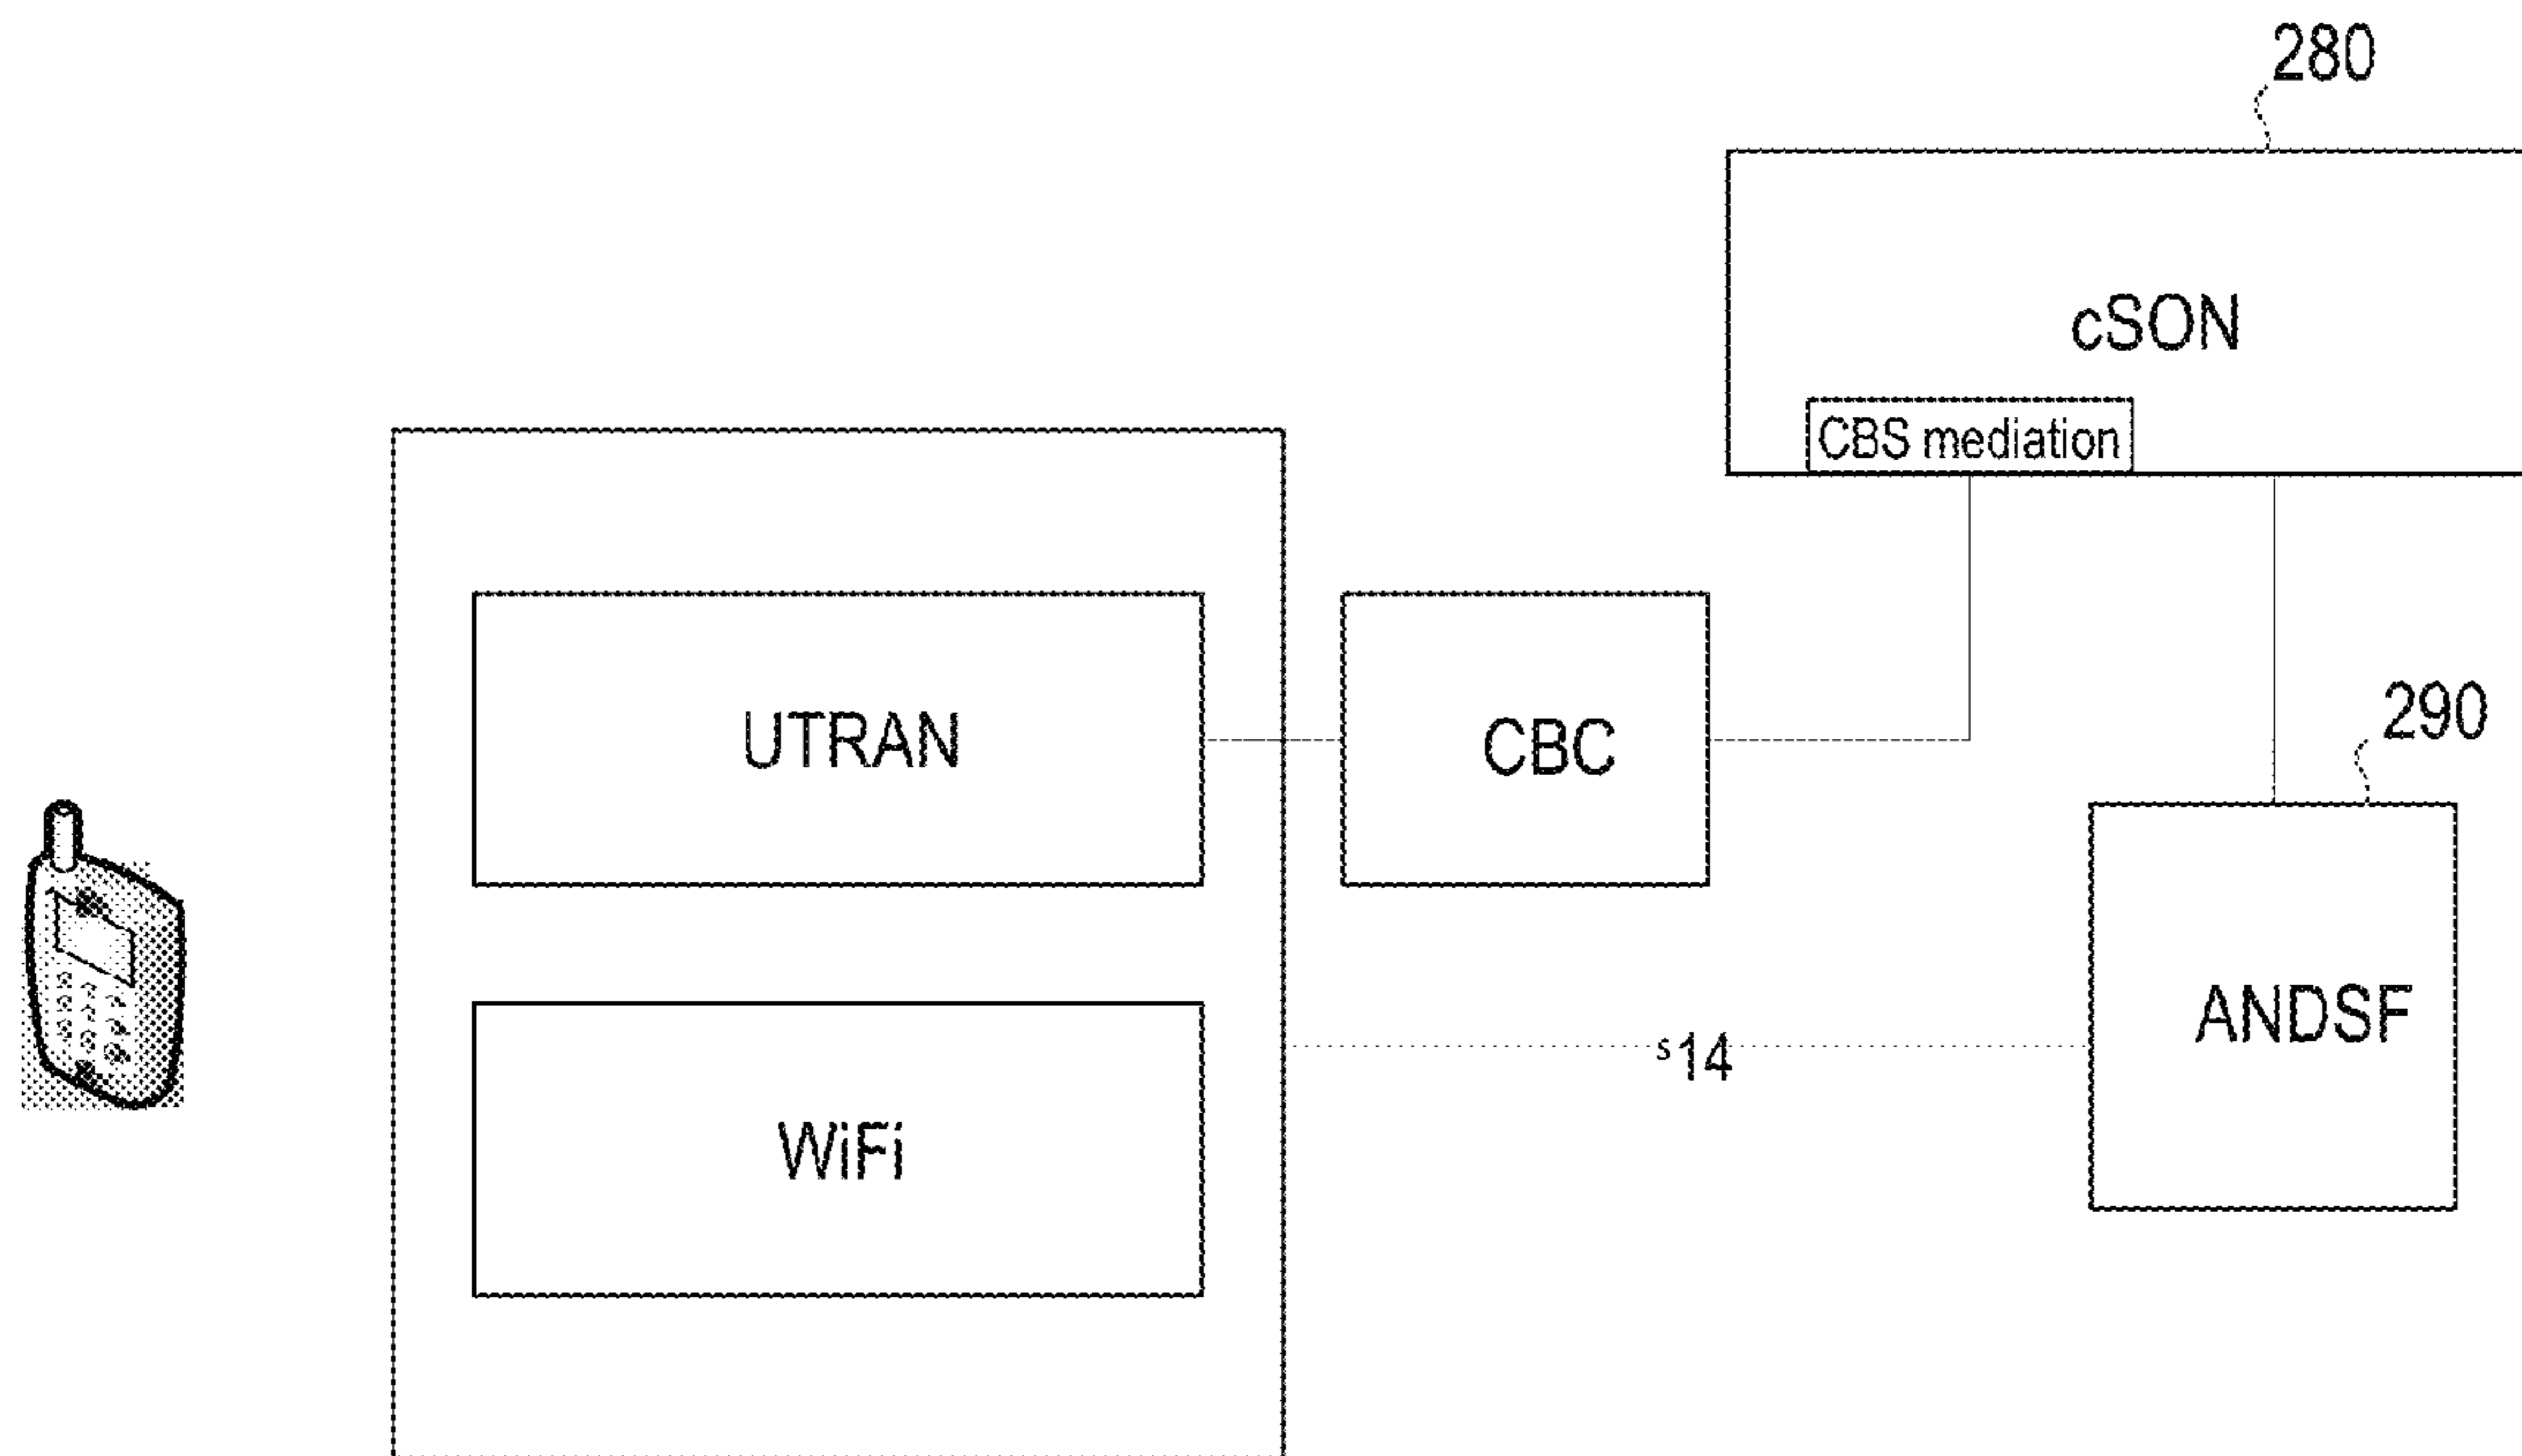 280
cSON
CBS mediation
UTRAN
CBC
290
ANDSF
s14
WiFi